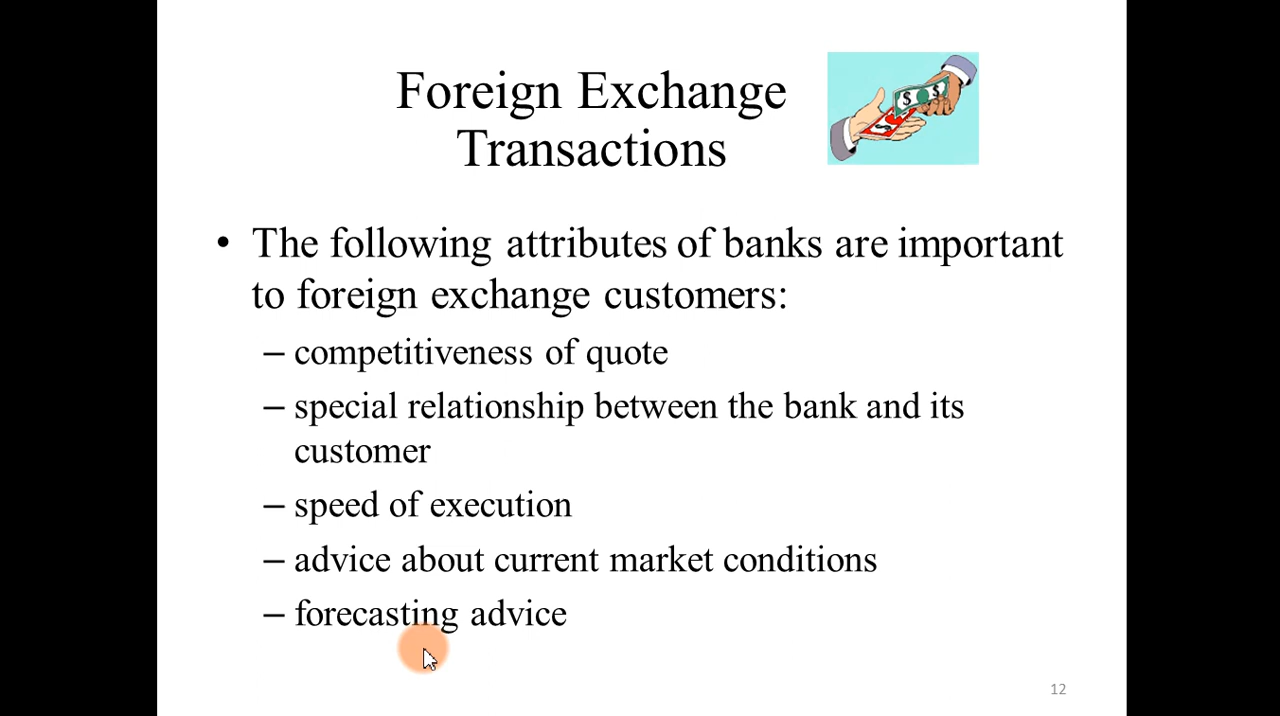 Foreign Exchange
Transactions
$ $
• The following attributes of banks are important
to foreign exchange customers:
– competitiveness of quote
– special relationship between the bank and its
customer
– speed of execution
– advice about current market conditions
– forecasting advice
12